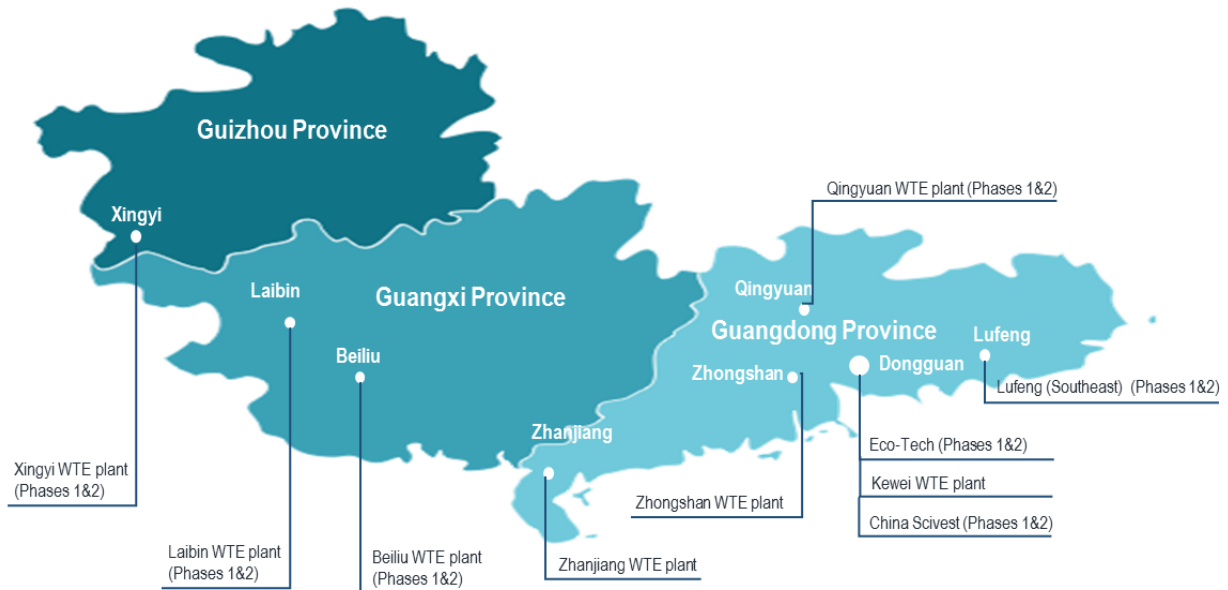 Guizhou Province
Qingyuan WTE plant (Phases 1&2)
Xingyi
Laibin
Guangxi Province
Qingyuan
Guangdong Province
Lufeng
Beiliu
Zhongshan
Dongguan
Lufeng (Southeast) (Phases 1&2)
Zhanjiang
Eco-Tech (Phases 1&2)
Xingyi WTE plant
(Phases 1&2)
Kewei WTE plant
Zhongshan WTE plant
China Scivest (Phases 1&2)
Laibin WTE plant
(Phases 1&2)
Beiliu WTE plant
(Phases 1&2)
Zhanjiang WTE plant